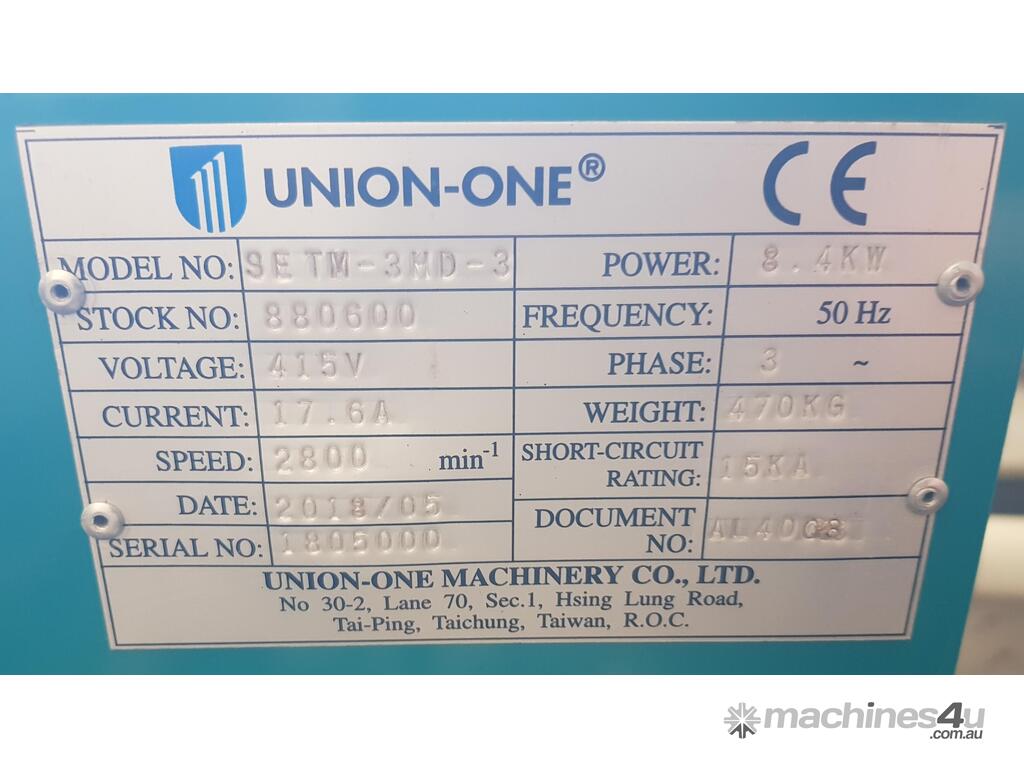 UNION-ONE® CE
MODEL NO: SETM-3HD-3 POWER: 8.4KW
STOCK NO: 880600 FREQUENCY: 50 Hz
VOLTAGE: 415V PHASE: 3 ~
CURRENT: 17.6A WEIGHT: 470KG
SPEED: 2800 min-1 SHORT-CIRCUIT RATING: 15KA
DATE: 2018/05 DOCUMENT NO:
SERIAL NO: 1805000
UNION-ONE MACHINERY CO., LTD.
No 30-2, Lane 70, Sec.1, Hsing Lung Road,
Tai-Ping, Taichung, Taiwan, R.O.C.
machines4u
.com.au